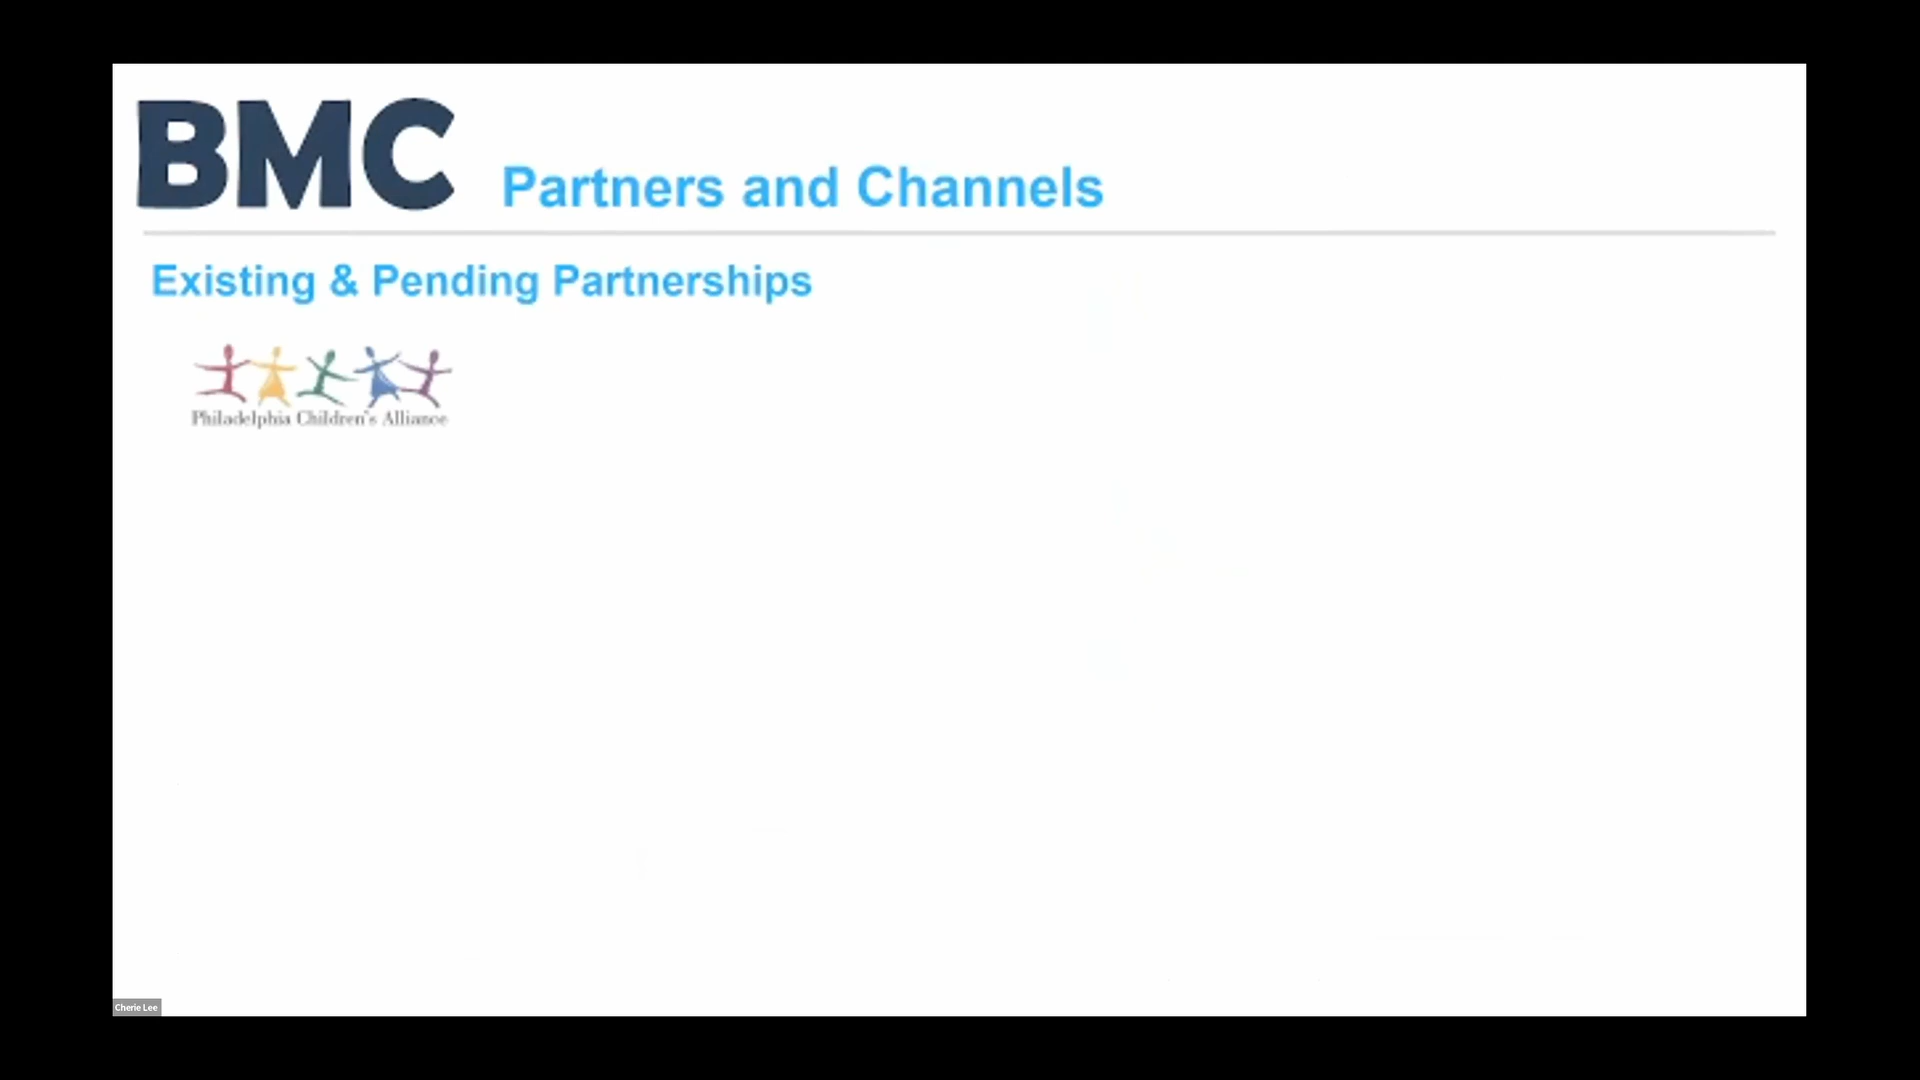 BMC
Partners and Channels
Existing & Pending Partnerships
Philadelphia Children's Alliance
Cherie Lee